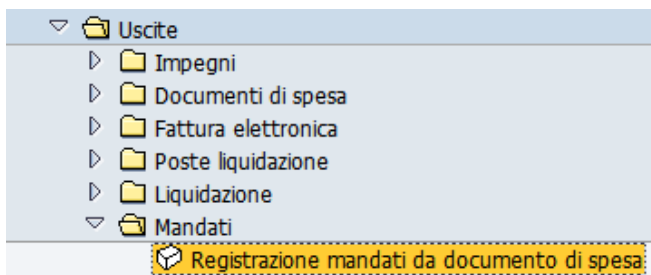 Uscite
Impegni
Documenti di spesa
Fattura elettronica
Poste liquidazione
Liquidazione
Mandati
Registrazione mandati da documento di spesa